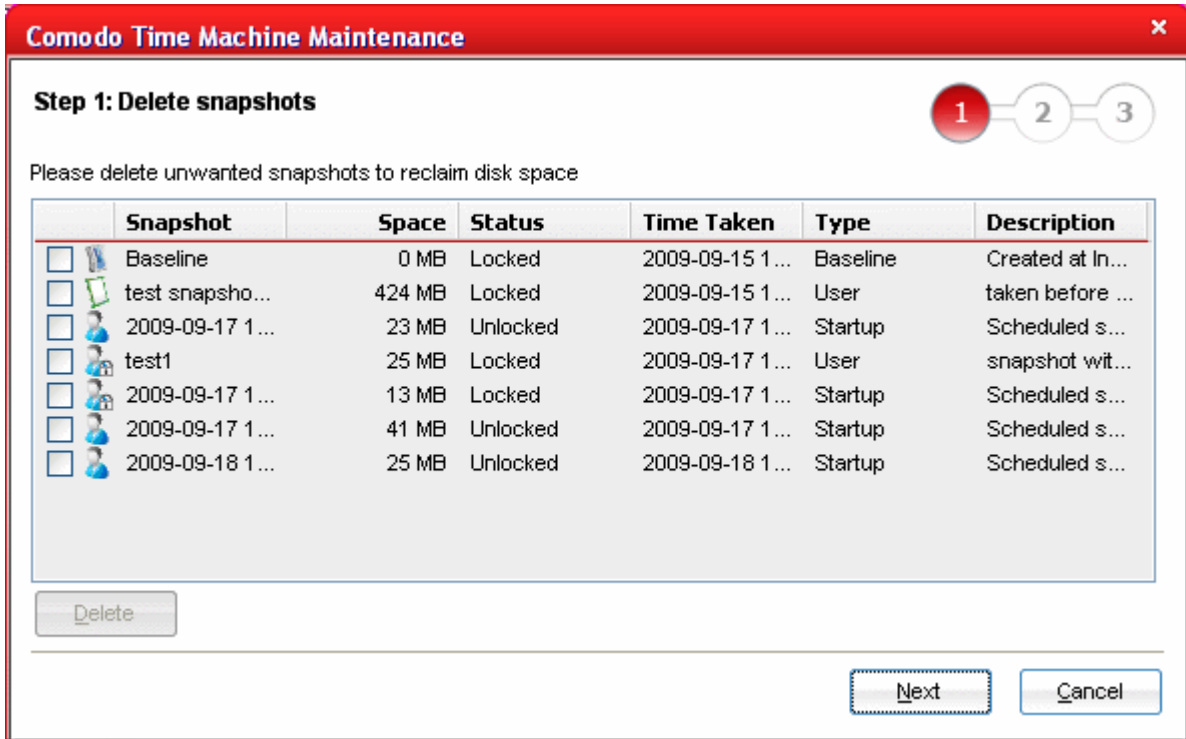 Comodo Time Machine Maintenance
Step 1: Delete snapshots
1 2 3
Please delete unwanted snapshots to reclaim disk space
Snapshot Space Status Time Taken Type Description
Baseline 0 MB Locked 2009-09-15 1... Baseline Created at In...
test snapsho... 424 MB Locked 2009-09-15 1... User taken before ...
2009-09-17 1... 23 MB Unlocked 2009-09-17 1... Startup Scheduled s...
test1 25 MB Locked 2009-09-17 1... User snapshot wit...
2009-09-17 1... 13 MB Locked 2009-09-17 1... Startup Scheduled s...
2009-09-17 1... 41 MB Unlocked 2009-09-17 1... Startup Scheduled s...
2009-09-18 1... 25 MB Unlocked 2009-09-18 1... Startup Scheduled s...
Delete
Next Cancel